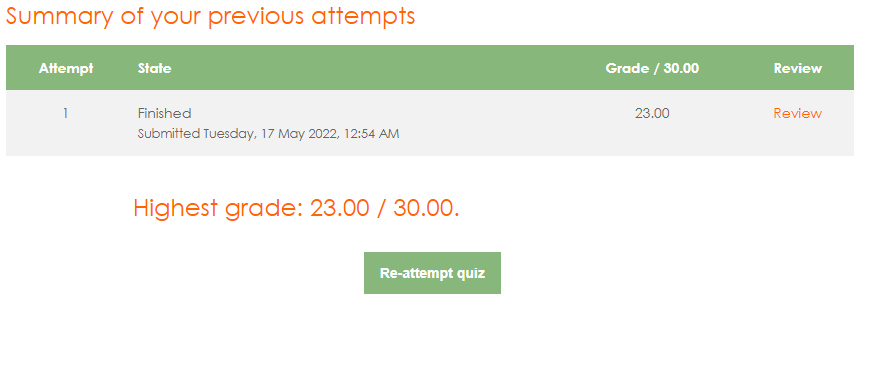 Summary of your previous attempts
Attempt State Grade / 30.00 Review
1 Finished 23.00 Review
Submitted Tuesday, 17 May 2022, 12:54 AM
Highest grade: 23.00 / 30.00.
Re-attempt quiz